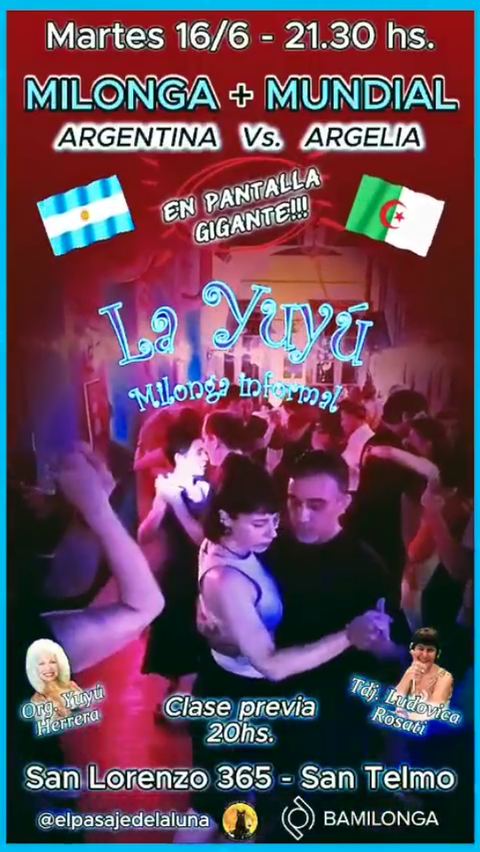 Martes 16/6 - 21.30 hs.
MILONGA + MUNDIAL
ARGENTINA Vs. ARGELIA
EN PANTALLA
GIGANTE!!!
La Yuyú
Milonga informal
Org. Yuyú
Herrera
Clase previa
20hs.
Tdj. Ludovica
Rosati
San Lorenzo 365 - San Telmo
@elpasajedelaluna
BAMILONGA